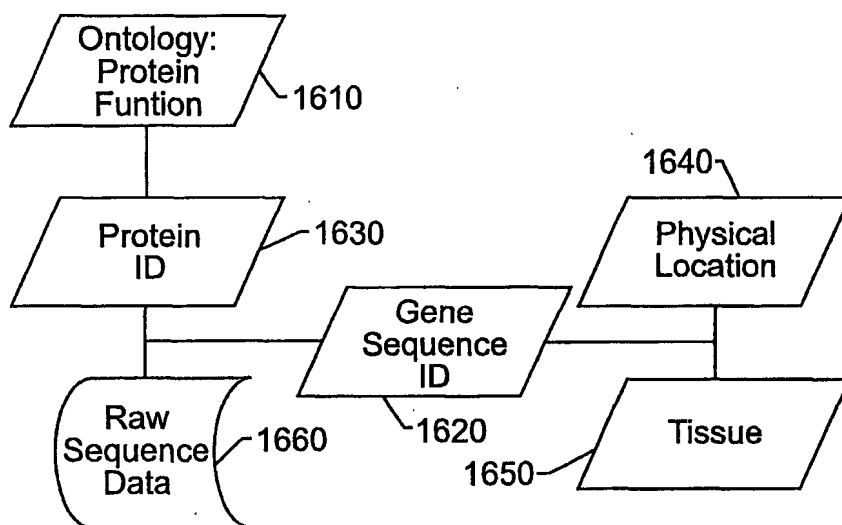 Ontology:
Protein
Funtion
1610
1640
Protein
ID
1630
Physical
Location
Gene
Sequence
ID
Raw
Sequence
Data
1660
1620
Tissue
1650